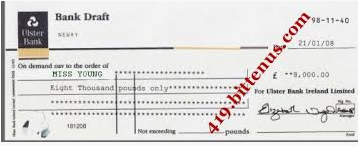 Bank Draft
98-11-40
Ulster
Bank
NEWRY
21/01/08
On demand pay to the order of
MISS YOUNG
£ **8,000.00
Eight Thousand pounds only
For Ulster Bank Ireland Limited
419.bittenus.com
181208
Not exceeding
pounds